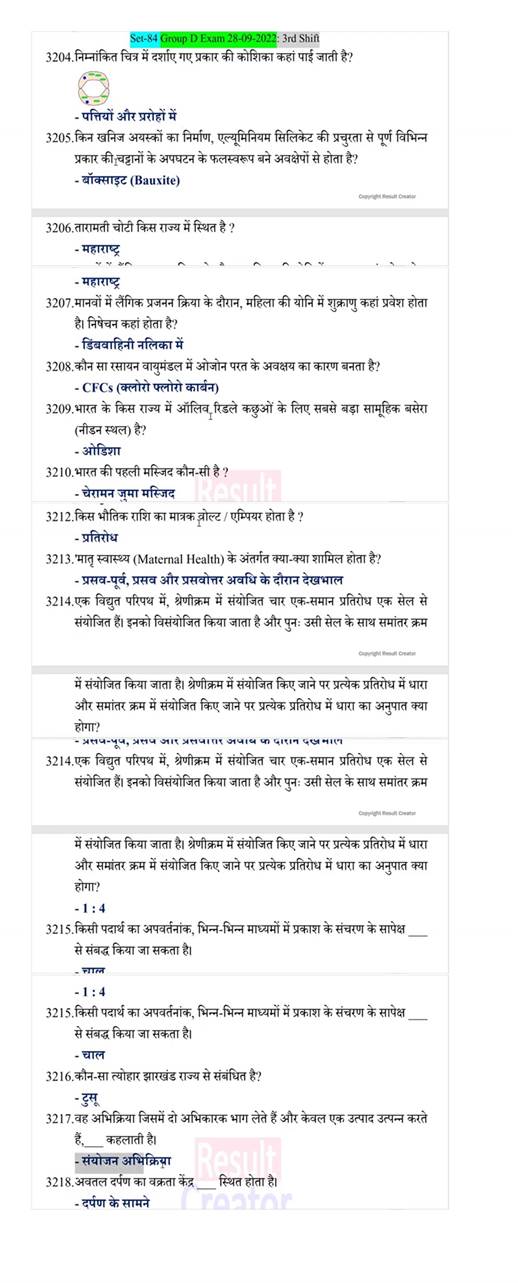 Set-84 Group D Exam 28-09-2022: 3rd Shift
3204.निम्नांकित चित्र में दर्शाए गए प्रकार की कोशिका कहां पाई जाती है?
- पत्तियों और प्ररोहों में
3205.किन खनिज अयस्कों का निर्माण, एल्यूमिनियम सिलिकेट की प्रचुरता से पूर्ण विभिन्न
प्रकार की चट्टानों के अपघटन के फलस्वरूप बने अवक्षेपों से होता है?
- बॉक्साइट (Bauxite)
Copyright Result Creator
3206.तारामती चोटी किस राज्य में स्थित है ?
- महाराष्ट्र
- महाराष्ट्र
3207.मानवों में लैंगिक प्रजनन क्रिया के दौरान, महिला की योनि में शुक्राणु कहां प्रवेश होता
है। निषेचन कहां होता है?
- डिंबवाहिनी नलिका में
3208.कौन सा रसायन वायुमंडल में ओजोन परत के अवक्षय का कारण बनता है?
- CFCs (क्लोरो फ्लोरो कार्बन)
3209.भारत के किस राज्य में ऑलिव रिडले कछुओं के लिए सबसे बड़ा सामूहिक बसेरा
(नीडन स्थल) है?
- ओडिशा
3210.भारत की पहली मस्जिद कौन-सी है ?
- चेरामन जुमा मस्जिद
Result
3212.किस भौतिक राशि का मात्रक वोल्ट / एम्पियर होता है ?
- प्रतिरोध
3213.'मातृ स्वास्थ्य (Maternal Health) के अंतर्गत क्या-क्या शामिल होता है?
- प्रसव-पूर्व, प्रसव और प्रसवोत्तर अवधि के दौरान देखभाल
3214.एक विद्युत परिपथ में, श्रेणीक्रम में संयोजित चार एक-समान प्रतिरोध एक सेल से
संयोजित हैं। इनको विसंयोजित किया जाता है और पुनः उसी सेल के साथ समांतर क्रम
Copyright Result Creator
में संयोजित किया जाता है। श्रेणीक्रम में संयोजित किए जाने पर प्रत्येक प्रतिरोध में धारा
और समांतर क्रम में संयोजित किए जाने पर प्रत्येक प्रतिरोध में धारा का अनुपात क्या
होगा?
- प्रसव-पूर्व, प्रसव और प्रसवोत्तर अवधि के दौरान देखभाल
3214.एक विद्युत परिपथ में, श्रेणीक्रम में संयोजित चार एक-समान प्रतिरोध एक सेल से
संयोजित हैं। इनको विसंयोजित किया जाता है और पुनः उसी सेल के साथ समांतर क्रम
Copyright Result Creator
में संयोजित किया जाता है। श्रेणीक्रम में संयोजित किए जाने पर प्रत्येक प्रतिरोध में धारा
और समांतर क्रम में संयोजित किए जाने पर प्रत्येक प्रतिरोध में धारा का अनुपात क्या
होगा?
- 1 : 4
3215.किसी पदार्थ का अपवर्तनांक, भिन्न-भिन्न माध्यमों में प्रकाश के संचरण के सापेक्ष ___
से संबद्ध किया जा सकता है।
- चाल
- 1 : 4
3215.किसी पदार्थ का अपवर्तनांक, भिन्न-भिन्न माध्यमों में प्रकाश के संचरण के सापेक्ष ___
से संबद्ध किया जा सकता है।
- चाल
3216.कौन-सा त्योहार झारखंड राज्य से संबंधित है?
- टुसू
3217.वह अभिक्रिया जिसमें दो अभिकारक भाग लेते हैं और केवल एक उत्पाद उत्पन्न करते
हैं,___ कहलाती है।
- संयोजन अभिक्रिया
3218.अवतल दर्पण का वक्रता केंद्र ___ स्थित होता है।
- दर्पण के सामने
Result
Creator